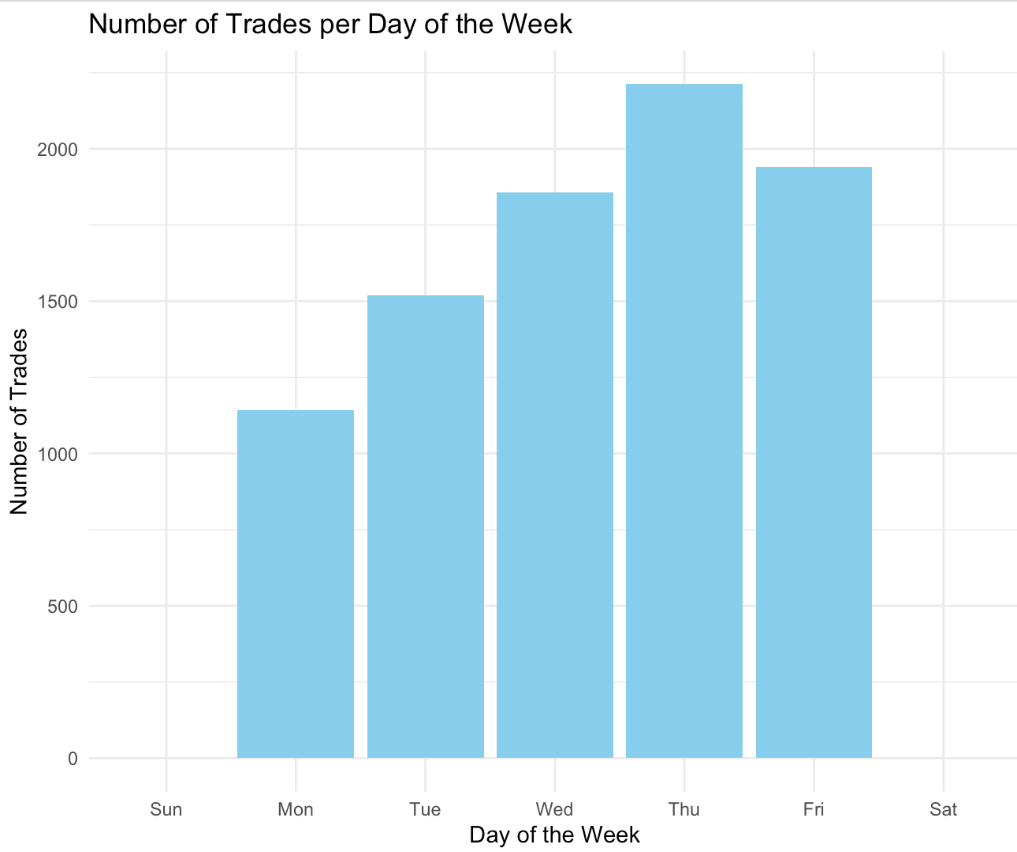 Number of Trades per Day of the Week
Number of Trades
2000
1500
1000
500
0
Sun Mon Tue Wed Thu Fri Sat
Day of the Week